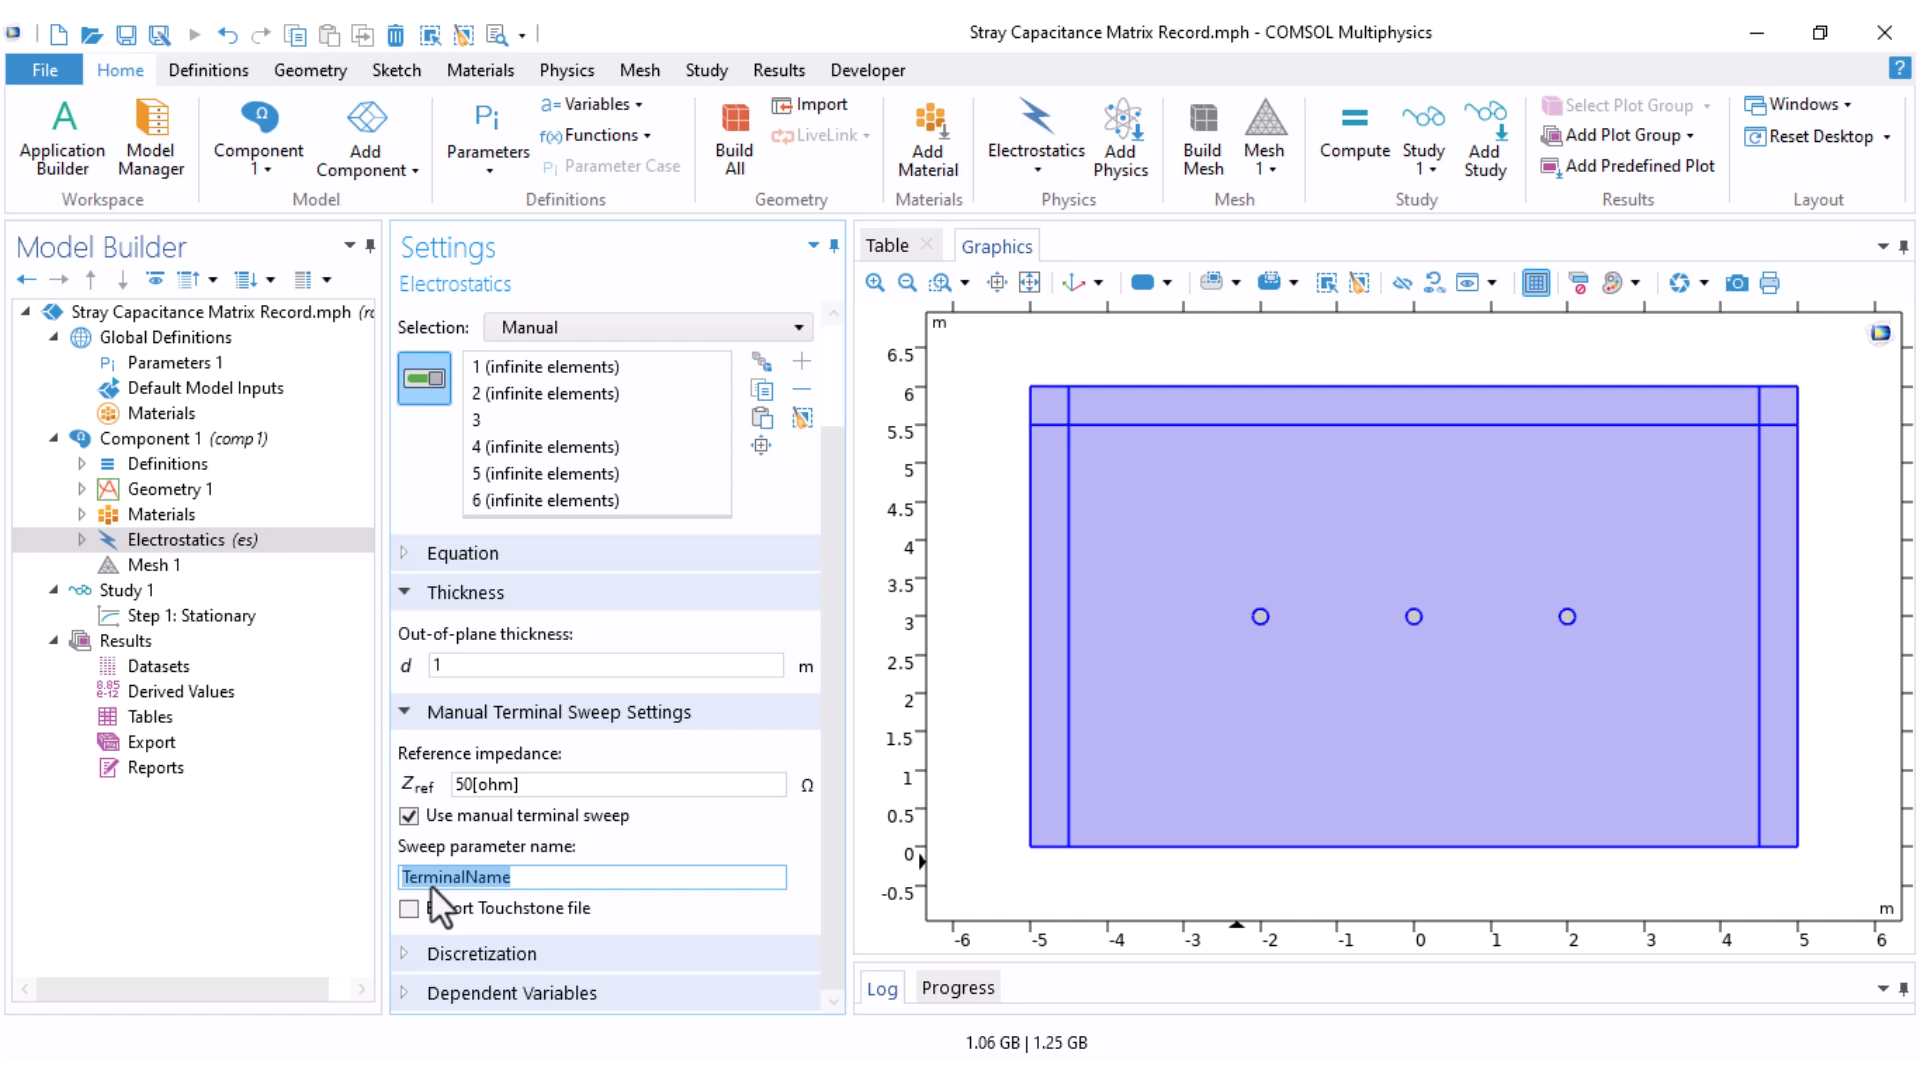 Stray Capacitance Matrix Record.mph - COMSOL Multiphysics
File Home Definitions Geometry Sketch Materials Physics Mesh Study Results Developer
Application Builder
Model Manager
Workspace
Component 1
Add Component
Model
Pi Parameters
a= Variables
f(x) Functions
Pi Parameter Case
Definitions
Build All
Import
LiveLink
Geometry
Add Material
Materials
Electrostatics
Add Physics
Physics
Build Mesh
Mesh 1
Mesh
Compute
Study 1
Add Study
Study
Select Plot Group
Add Plot Group
Add Predefined Plot
Results
Windows
Reset Desktop
Layout
Model Builder
Stray Capacitance Matrix Record.mph
Global Definitions
Pi Parameters 1
Default Model Inputs
Materials
Component 1 (comp1)
Definitions
Geometry 1
Materials
Electrostatics (es)
Mesh 1
Study 1
Step 1: Stationary
Results
Datasets
8.85 e-12 Derived Values
Tables
Export
Reports
Settings
Electrostatics
Selection: Manual
1 (infinite elements)
2 (infinite elements)
3
4 (infinite elements)
5 (infinite elements)
6 (infinite elements)
Equation
Thickness
Out-of-plane thickness:
d 1 m
Manual Terminal Sweep Settings
Reference impedance:
Zref 50[ohm] Ω
Use manual terminal sweep
Sweep parameter name:
TerminalName
Touchstone file
Discretization
Dependent Variables
Table Graphics
m
6.5
6
5.5
5
4.5
4
3.5
3
2.5
2
1.5
1
0.5
0
-0.5
m
-6 -5 -4 -3 -2 -1 0 1 2 3 4 5 6
Log Progress
1.06 GB | 1.25 GB